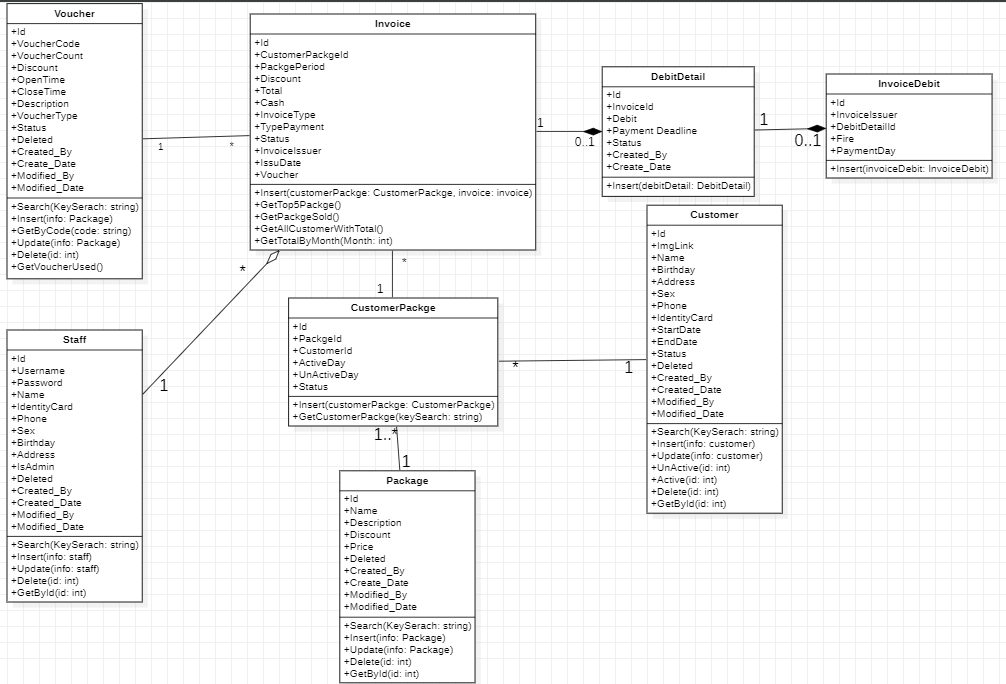 Voucher
+Id
+VoucherCode
+VoucherCount
+Discount
+OpenTime
+CloseTime
+Description
+VoucherType
+Status
+Deleted
+Created_By
+Create_Date
+Modified_By
+Modified_Date
+Search(KeySerach: string)
+Insert(info: Package)
+GetByCode(code: string)
+Update(info: Package)
+Delete(id: int)
+GetVoucherUsed()
1
*
Invoice
+Id
+CustomerPackgeId
+PackgePeriod
+Discount
+Total
+Cash
+InvoiceType
+TypePayment
+Status
+InvoiceIssuer
+IssuDate
+Voucher
+Insert(customerPackge: CustomerPackge, invoice: invoice)
+GetTop5Packge()
+GetPackgeSold()
+GetAllCustomerWithTotal()
+GetTotalByMonth(Month: int)
1
0..1
DebitDetail
+Id
+InvoiceId
+Debit
+Payment Deadline
+Status
+Created_By
+Create_Date
+Insert(debitDetail: DebitDetail)
1
0..1
InvoiceDebit
+Id
+InvoiceIssuer
+DebitDetailId
+Fire
+PaymentDay
+Insert(invoiceDebit: InvoiceDebit)
*
1
*
1
Staff
+Id
+Username
+Password
+Name
+IdentityCard
+Phone
+Sex
+Birthday
+Address
+IsAdmin
+Deleted
+Created_By
+Created_Date
+Modified_By
+Modified_Date
+Search(KeySerach: string)
+Insert(info: staff)
+Update(info: staff)
+Delete(id: int)
+GetById(id: int)
CustomerPackge
+Id
+PackgeId
+CustomerId
+ActiveDay
+UnActiveDay
+Status
+Insert(customerPackge: CustomerPackge)
+GetCustomerPackge(keySearch: string)
*
1
Customer
+Id
+ImgLink
+Name
+Birthday
+Address
+Sex
+Phone
+IdentityCard
+StartDate
+EndDate
+Status
+Deleted
+Created_By
+Created_Date
+Modified_By
+Modified_Date
+Search(KeySerach: string)
+Insert(info: customer)
+Update(info: customer)
+UnActive(id: int)
+Active(id: int)
+Delete(id: int)
+GetById(id: int)
1..*
1
Package
+Id
+Name
+Description
+Discount
+Price
+Deleted
+Created_By
+Create_Date
+Modified_By
+Modified_Date
+Search(KeySerach: string)
+Insert(info: Package)
+Update(info: Package)
+Delete(id: int)
+GetById(id: int)